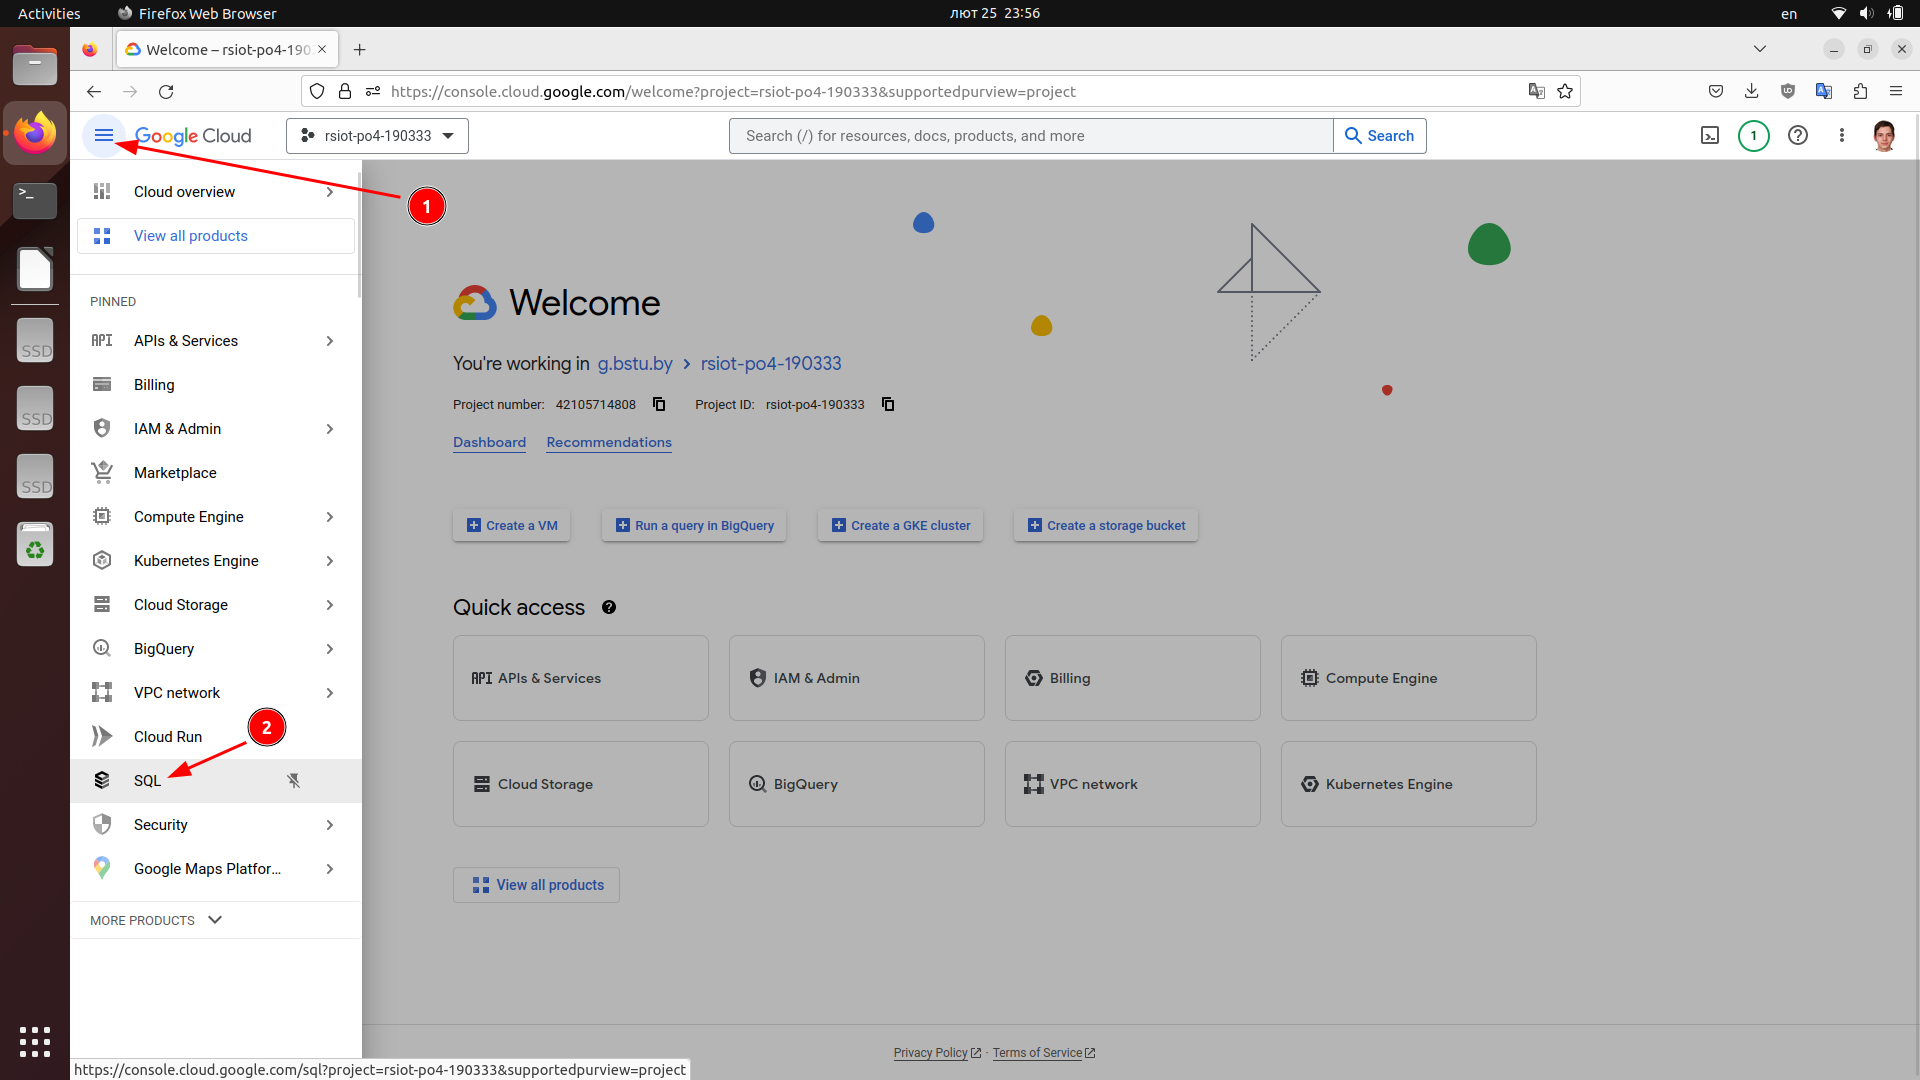 Activities
Firefox Web Browser
лют 25 23:56
en
Welcome – rsiot-po4-190
https://console.cloud.google.com/welcome?project=rsiot-po4-190333&supportedpurview=project
Google Cloud
rsiot-po4-190333
Search (/) for resources, docs, products, and more
Search
1
Cloud overview
View all products
PINNED
API APIs & Services
Billing
IAM & Admin
Marketplace
Compute Engine
Kubernetes Engine
Cloud Storage
BigQuery
VPC network
Cloud Run
SQL
Security
Google Maps Platfor...
MORE PRODUCTS
1
2
SSD
SSD
SSD
Welcome
You're working in g.bstu.by > rsiot-po4-190333
Project number: 42105714808 Project ID: rsiot-po4-190333
Dashboard Recommendations
Create a VM
Run a query in BigQuery
Create a GKE cluster
Create a storage bucket
Quick access
API APIs & Services
IAM & Admin
Billing
Compute Engine
Cloud Storage
BigQuery
VPC network
Kubernetes Engine
View all products
Privacy Policy · Terms of Service
https://console.cloud.google.com/sql?project=rsiot-po4-190333&supportedpurview=project